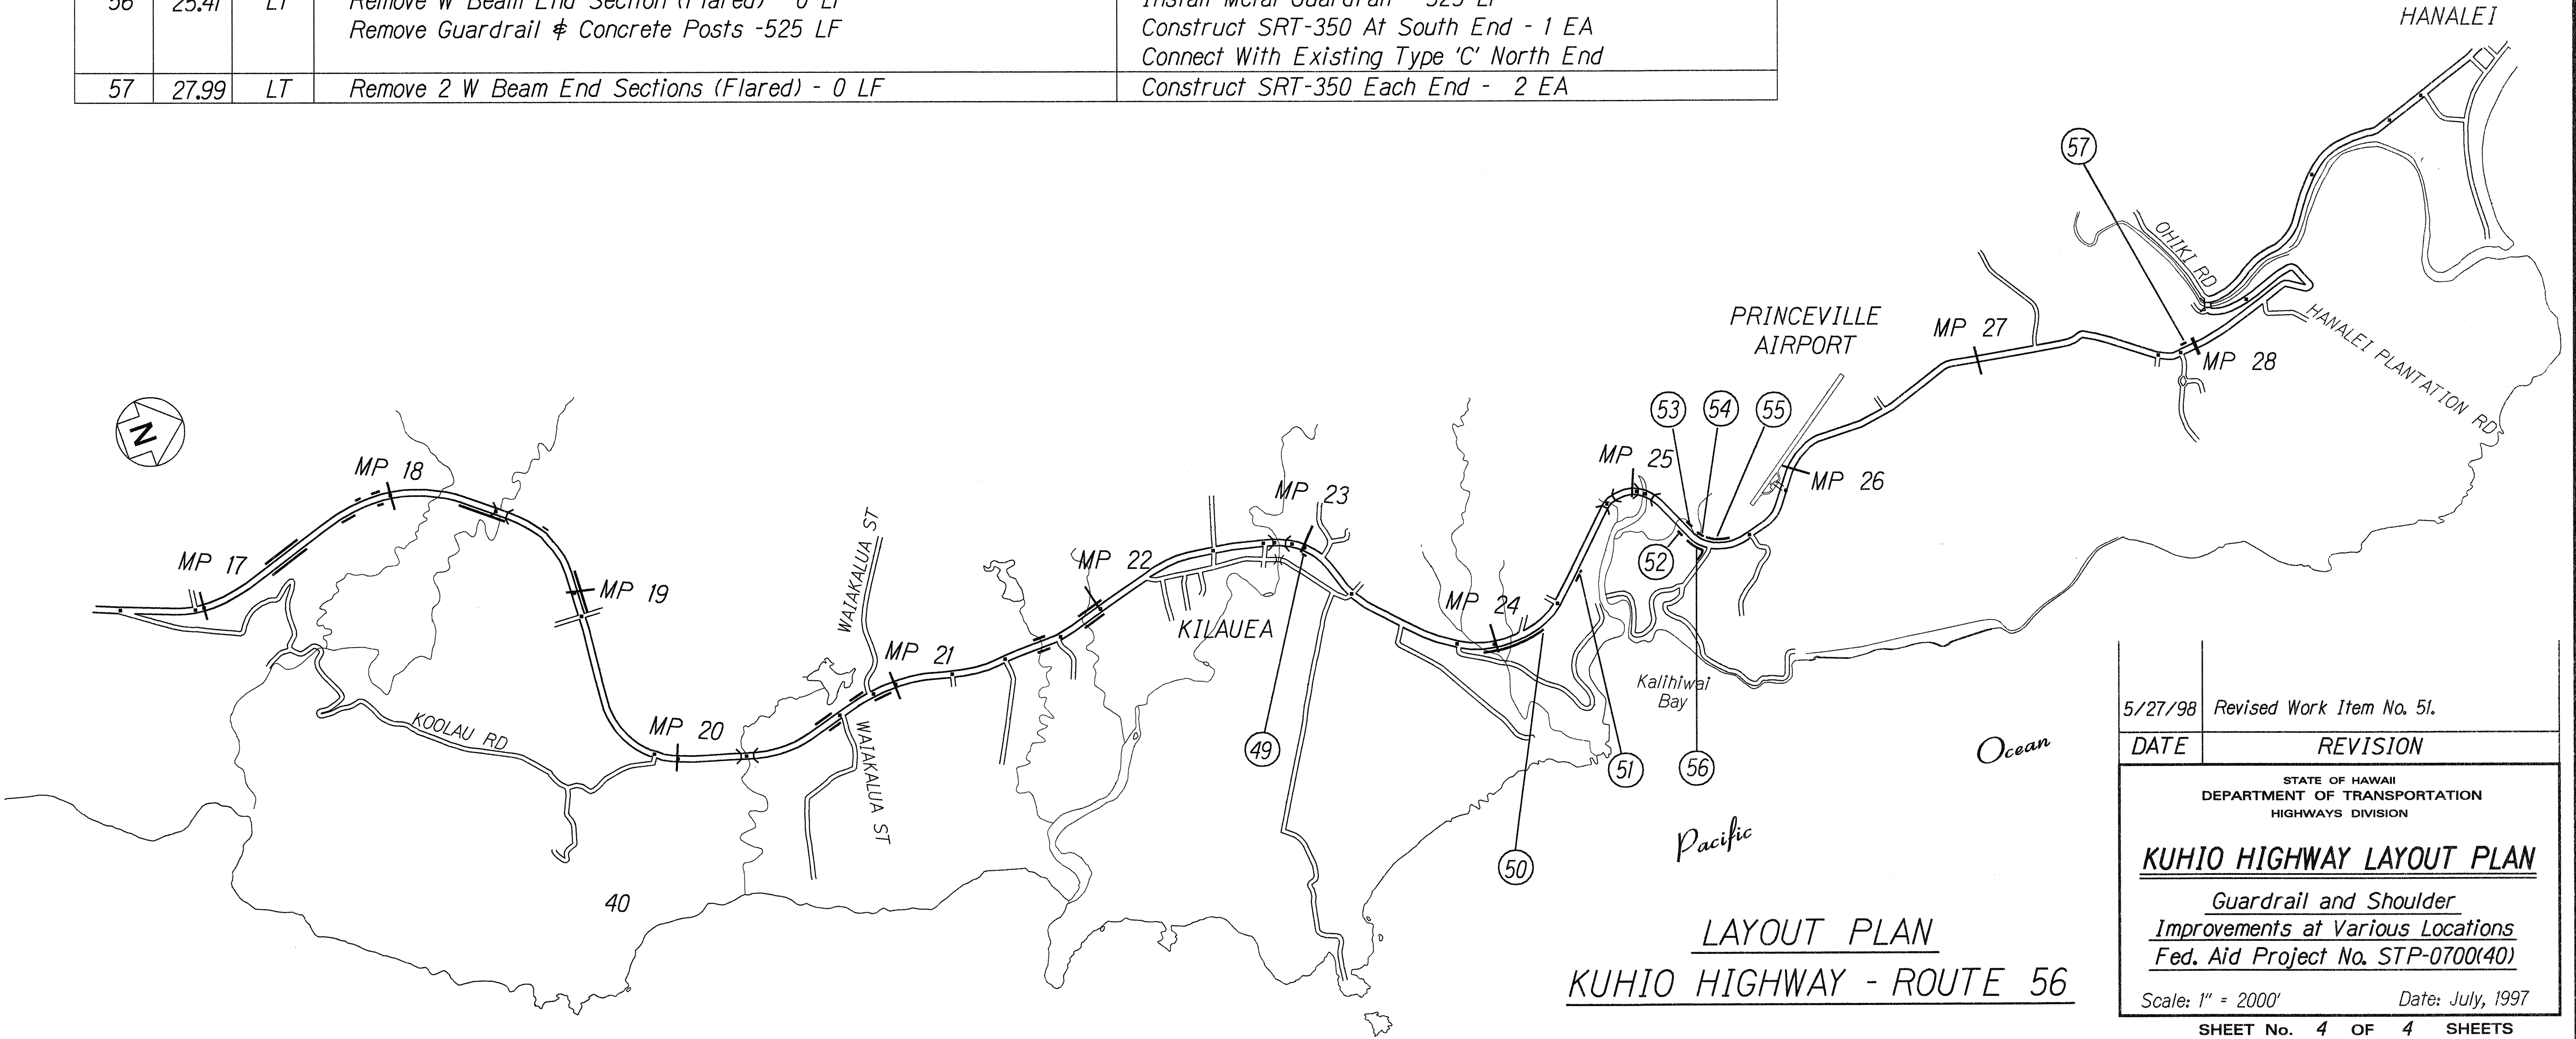 56 25.41 LT Remove W Beam End Section (Flared) - 0 LF Install Metal Guardrail - 525 LF
Remove Guardrail & Concrete Posts -525 LF Construct SRT-350 At South End - 1 EA
Connect With Existing Type 'C' North End
57 27.99 LT Remove 2 W Beam End Sections (Flared) - 0 LF Construct SRT-350 Each End - 2 EA
HANALEI
57
OHIKI RD
HANALEI PLANTATION RD
PRINCEVILLE
AIRPORT
MP 27
MP 28
53
54
55
MP 25
MP 26
52
N
MP 18
MP 17
MP 19
WAIAKALUA ST
MP 22
MP 23
KILAUEA
MP 24
MP 21
KOOLAU RD
MP 20
WAIAKALUA ST
Kalihiwai
Bay
49
51
56
50
40
Ocean
Pacific
LAYOUT PLAN
KUHIO HIGHWAY - ROUTE 56
5/27/98 Revised Work Item No. 51.
DATE REVISION
STATE OF HAWAII
DEPARTMENT OF TRANSPORTATION
HIGHWAYS DIVISION
KUHIO HIGHWAY LAYOUT PLAN
Guardrail and Shoulder
Improvements at Various Locations
Fed. Aid Project No. STP-0700(40)
Scale: 1" = 2000' Date: July, 1997
SHEET No. 4 OF 4 SHEETS